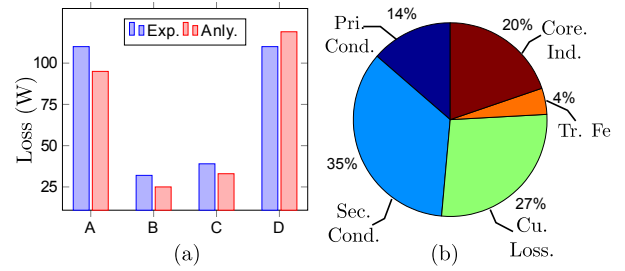 Exp. Anly.
Loss (W)
100
75
50
25
A B C D
(a)
Pri.
Cond.
14%
20%
Core.
Ind.
4%
Tr. Fe
35%
27%
Sec.
Cond.
Cu.
Loss.
(b)